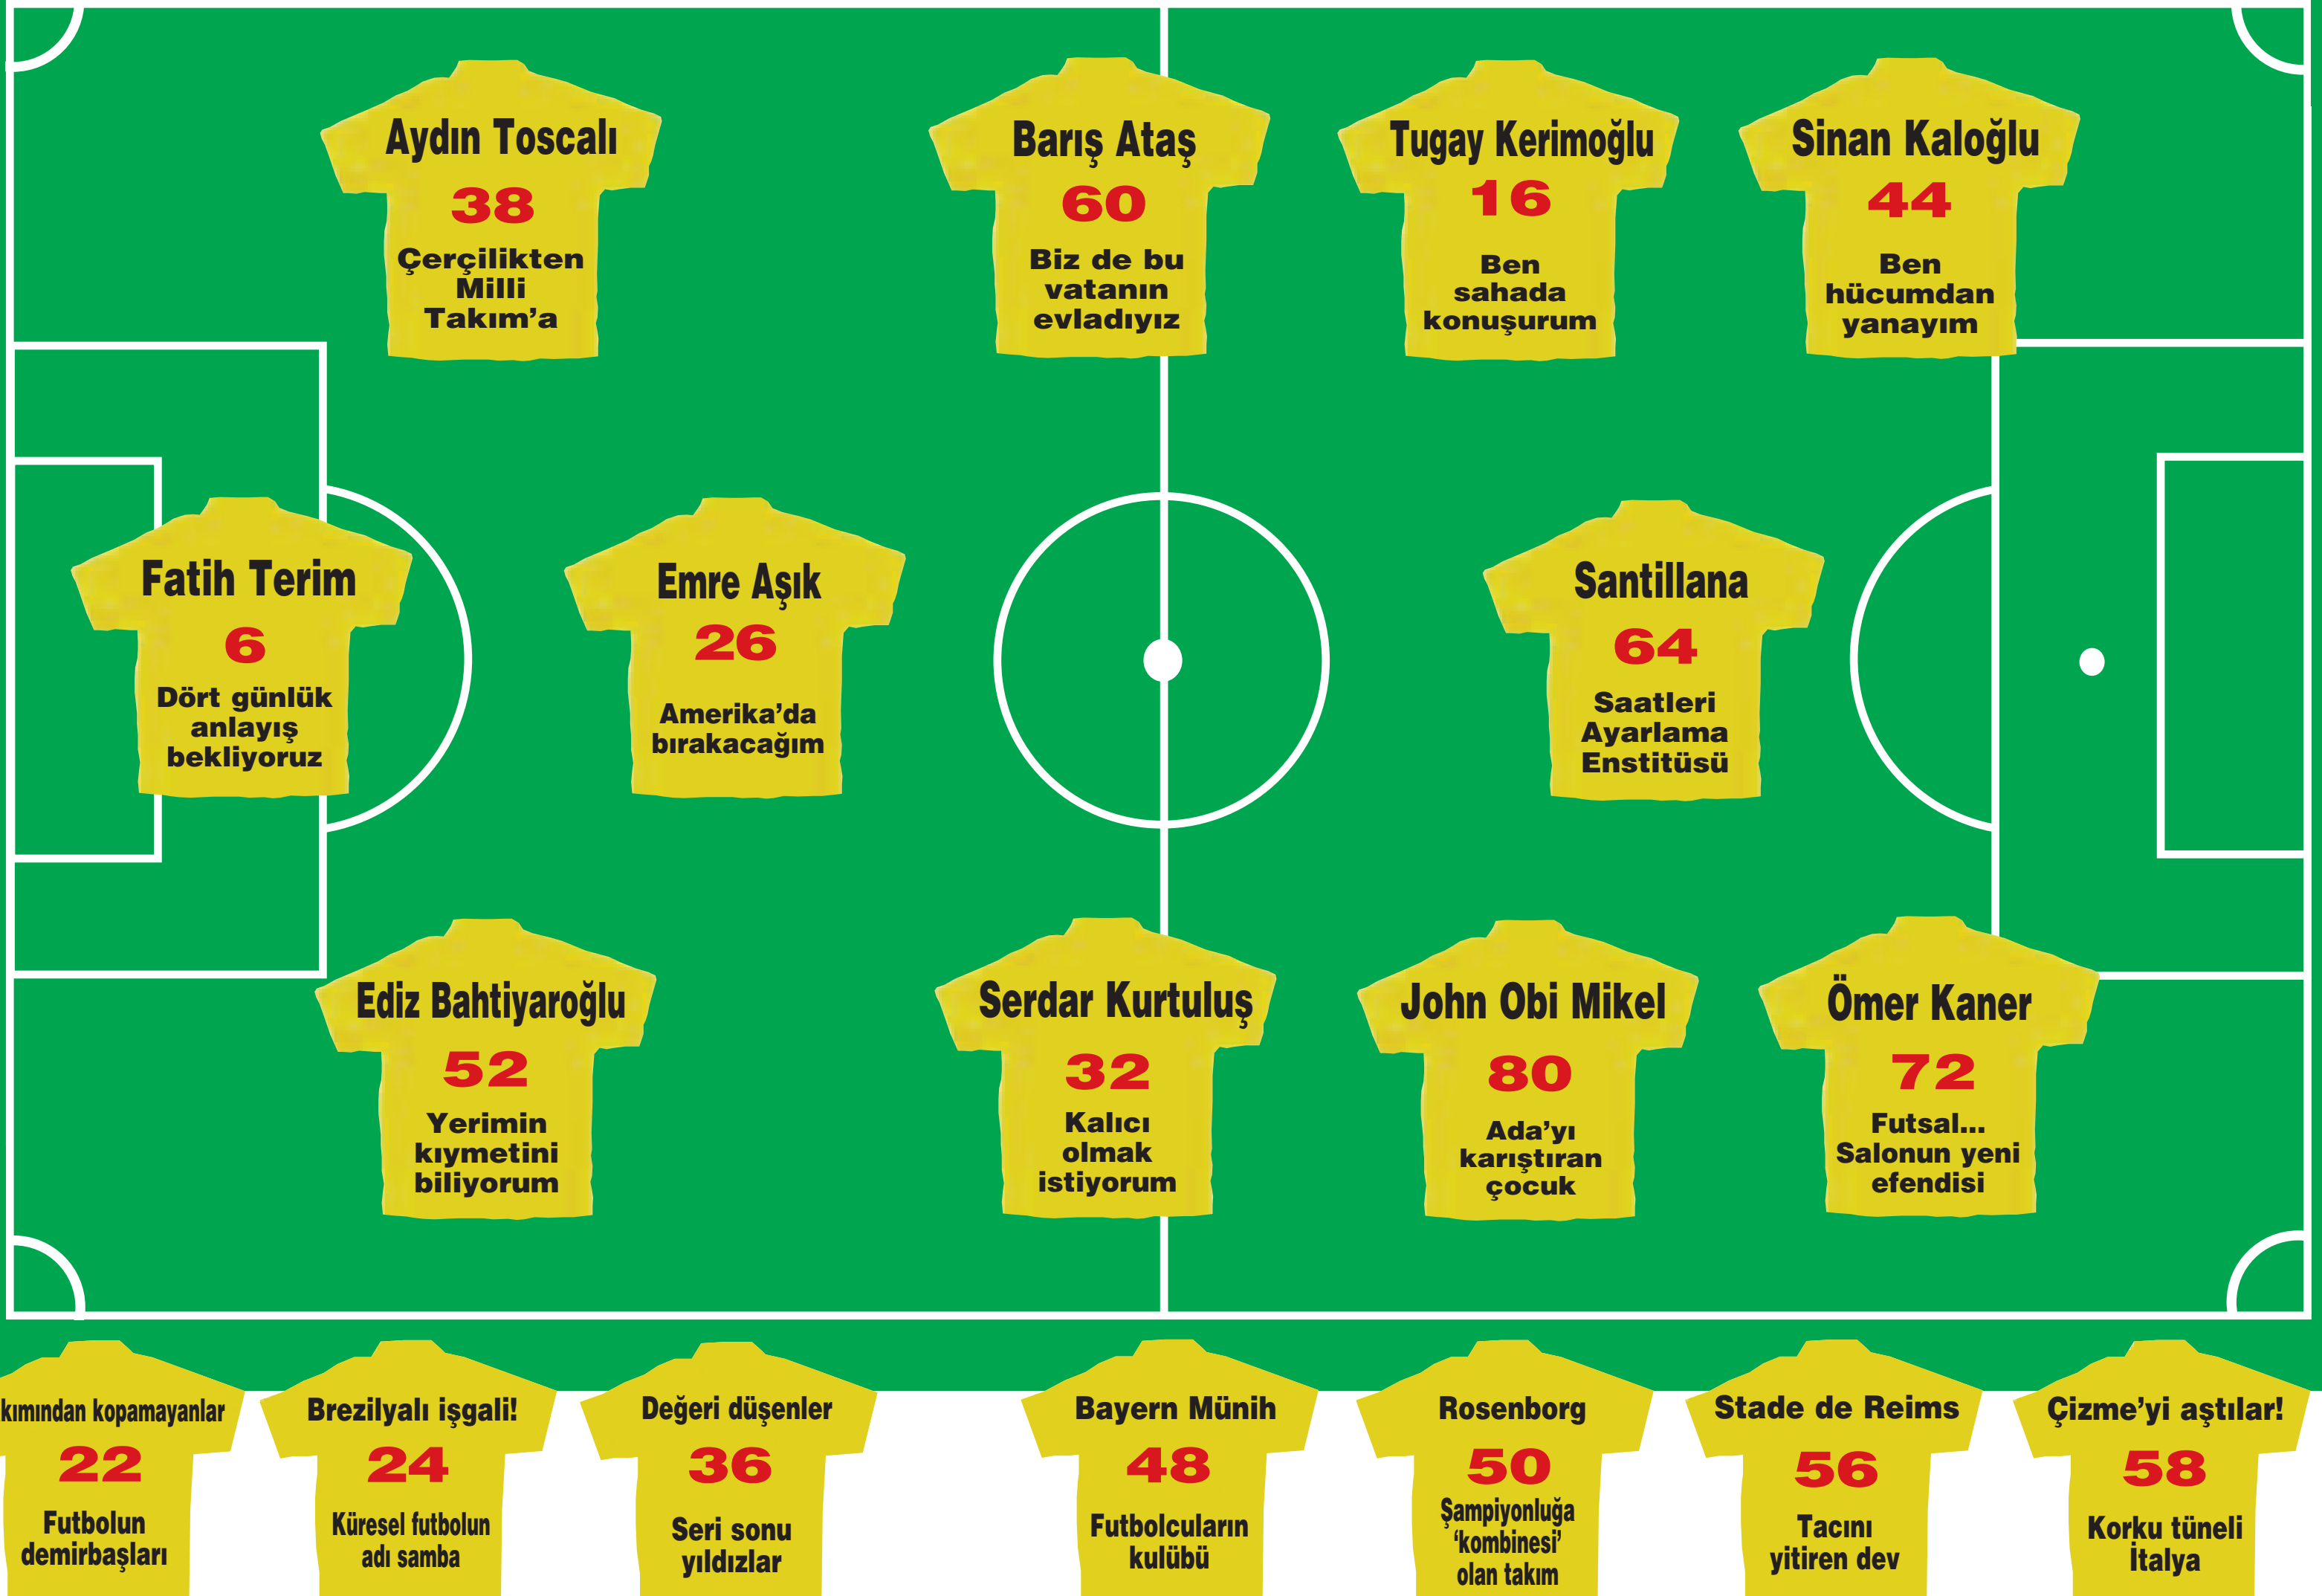 Aydın Toscalı
38
Çerçilikten
Milli
Takım'a
Barış Ataş
60
Biz de bu
vatanın
evladıyız
Tugay Kerimoğlu
16
Ben
sahada
konuşurum
Sinan Kaloğlu
44
Ben
hücumdan
yanayım
Fatih Terim
6
Dört günlük
anlayış
bekliyoruz
Emre Aşık
26
Amerika'da
bırakacağım
Santillana
64
Saatleri
Ayarlama
Enstitüsü
Ediz Bahtiyaroğlu
52
Yerimin
kıymetini
biliyorum
Serdar Kurtuluş
32
Kalıcı
olmak
istiyorum
John Obi Mikel
80
Ada'yı
karıştıran
çocuk
Ömer Kaner
72
Futsal...
Salonun yeni
efendisi
kımından kopamayanlar
22
Futbolun
demirbaşları
Brezilyalı işgali!
24
Küresel futbolun
adı samba
Değeri düşenler
36
Seri sonu
yıldızlar
Bayern Münih
48
Futbolcuların
kulübü
Rosenborg
50
Şampiyonluğa
'kombinesi'
olan takım
Stade de Reims
56
Tacını
yitiren dev
Çizme'yi aştılar!
58
Korku tüneli
İtalya